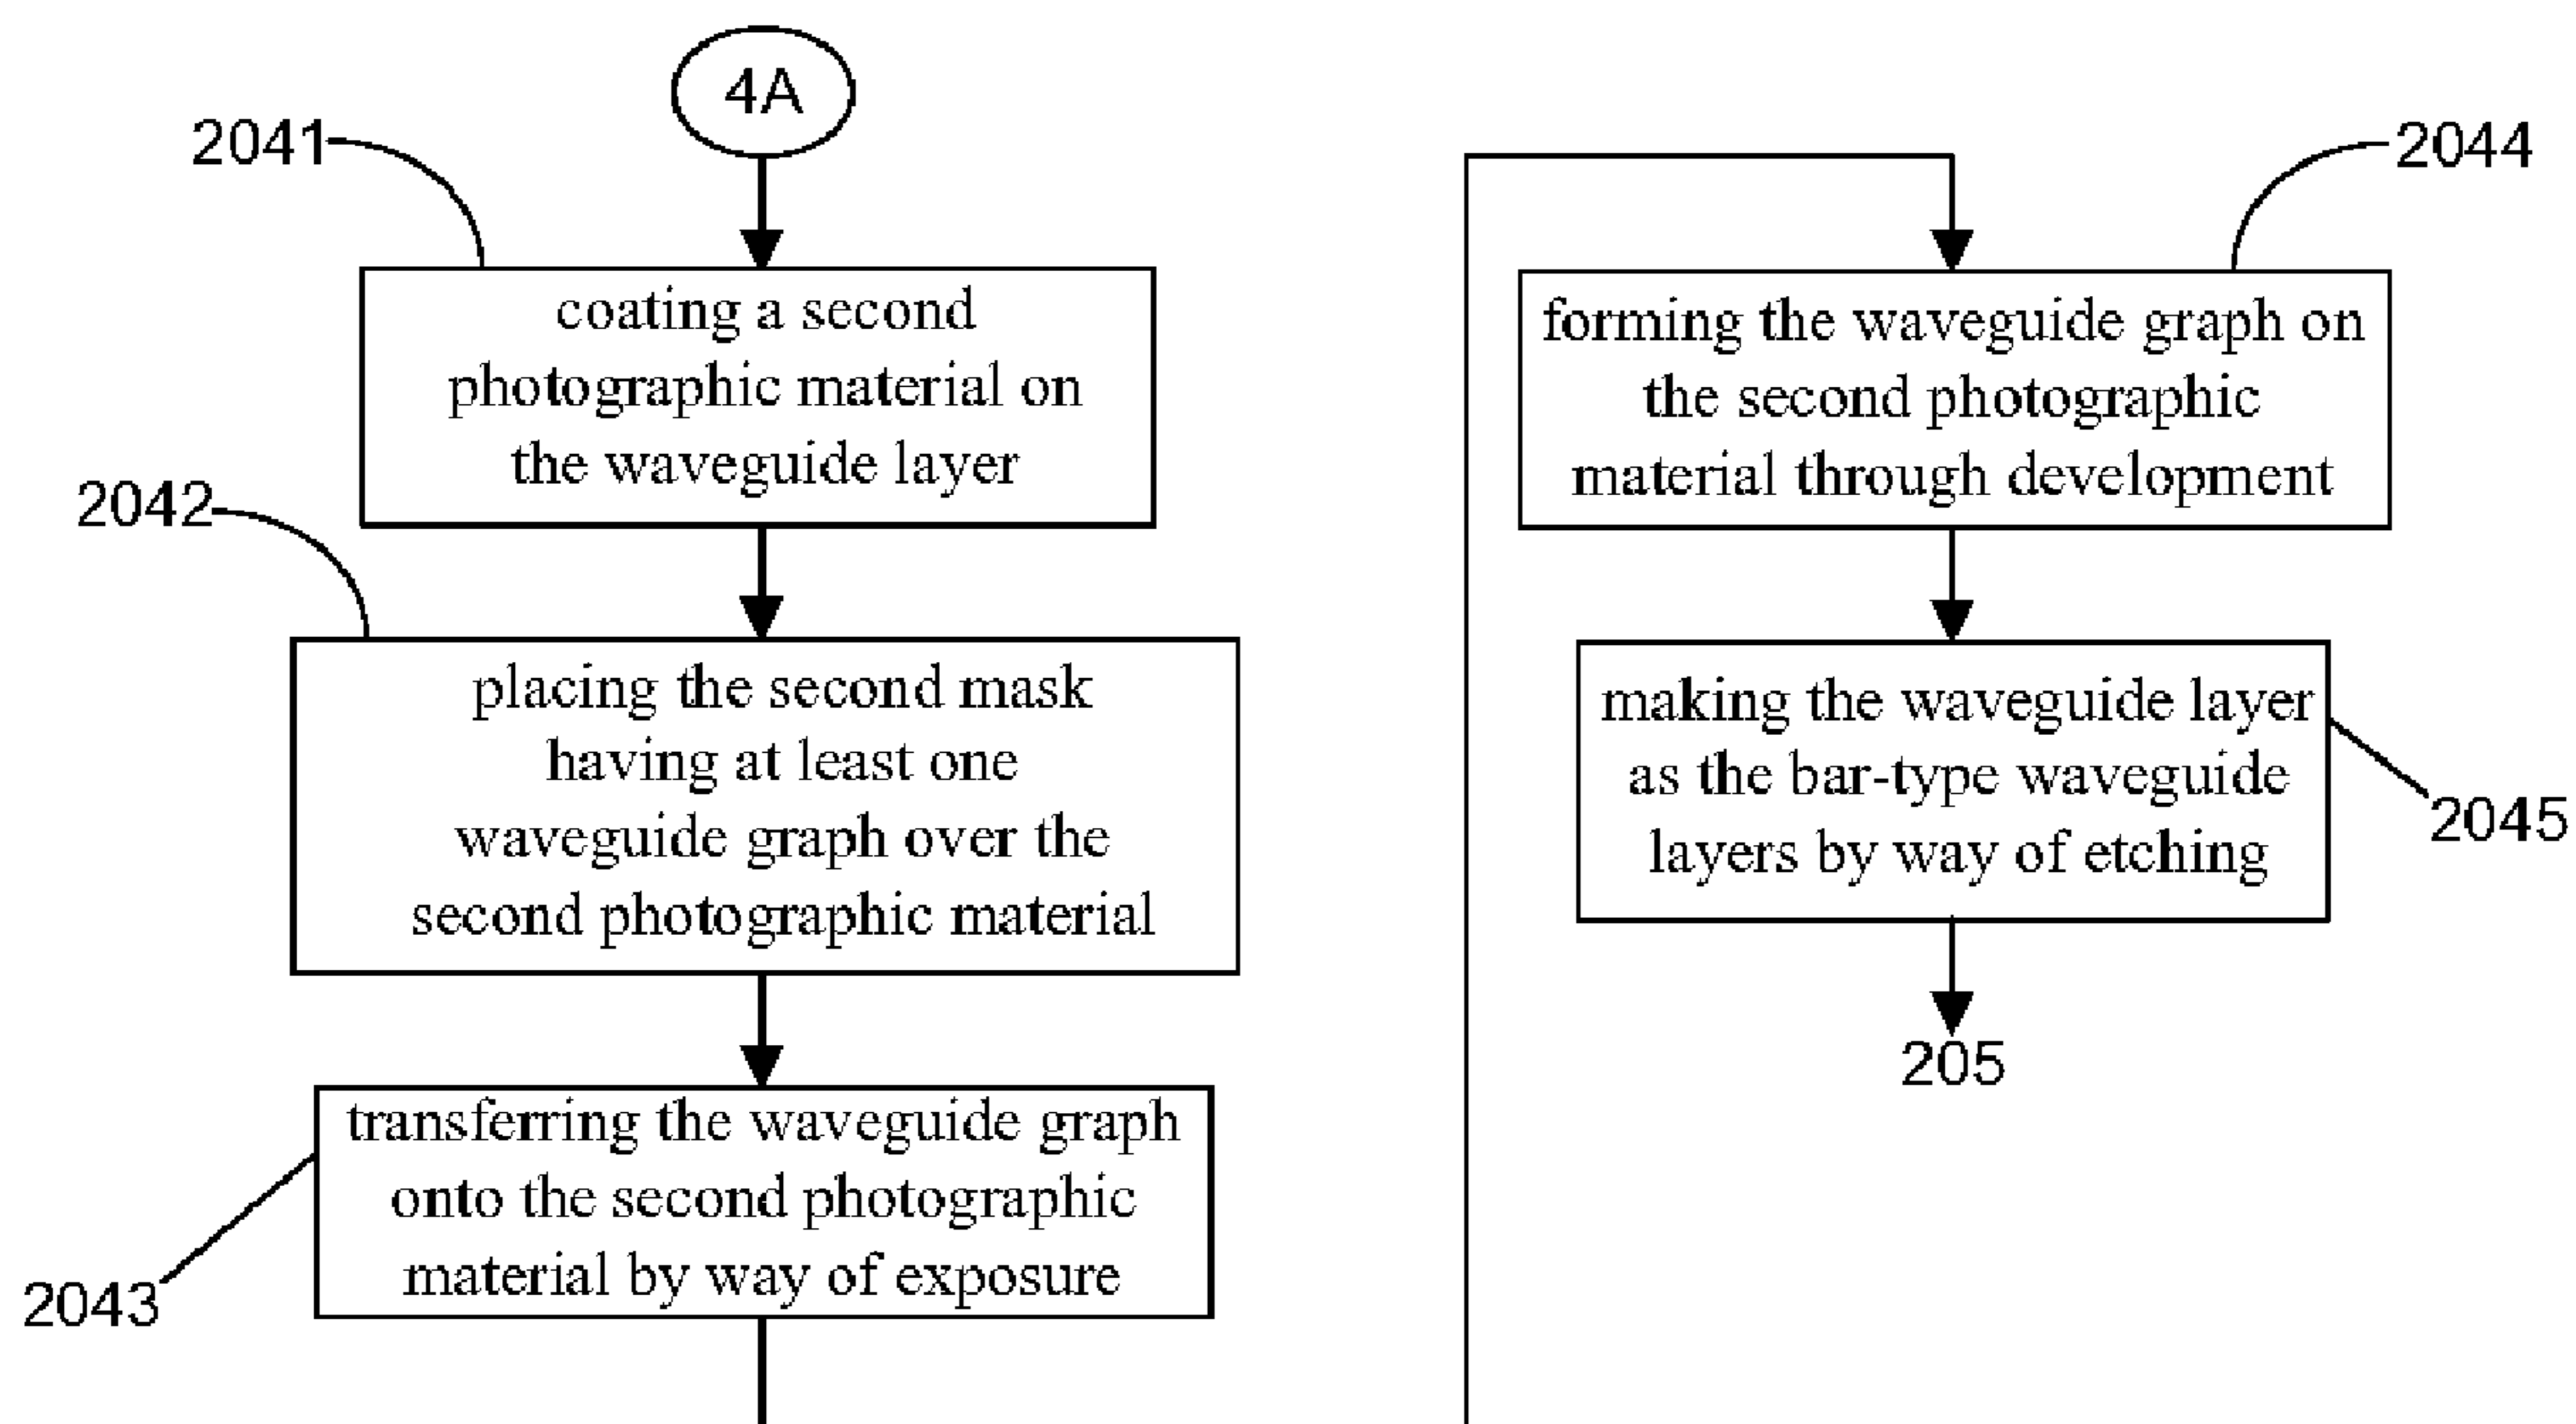 4A
2041
coating a second
photographic material on
the waveguide layer
2042
placing the second mask
having at least one
waveguide graph over the
second photographic material
2043
transferring the waveguide graph
onto the second photographic
material by way of exposure
2044
forming the waveguide graph on
the second photographic
material through development
making the waveguide layer
as the bar-type waveguide
layers by way of etching
2045
205